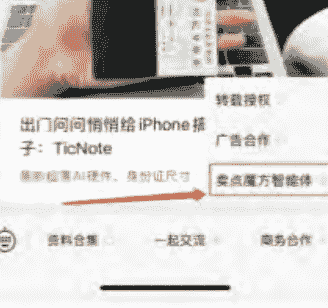 转载授权
出门问问悄悄给iPhone搭
子：TicNote
广告合作
卖点魔方智能体
资料合集
一起交流
商务合作